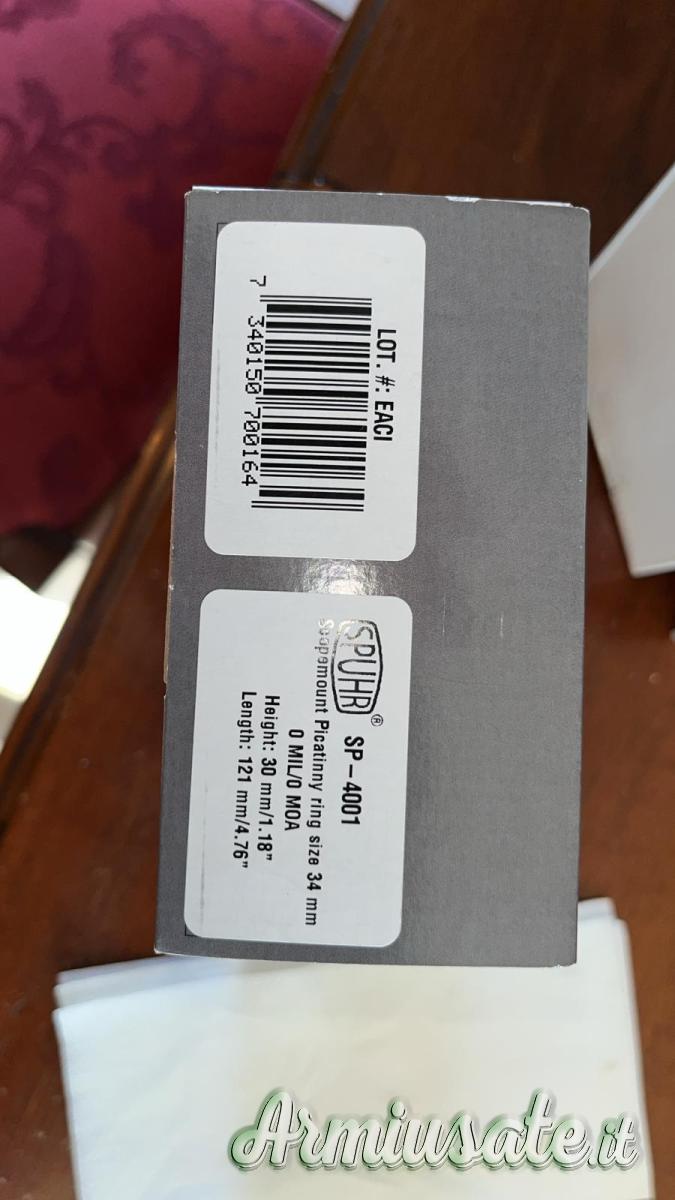 LOT. #: EACI
7 340150 700164
SPUHR® SP-4001
Scopemount Picatinny ring size 34 mm
0 MIL/0 MOA
Height: 30 mm/1.18"
Length: 121 mm/4.76"
Armiusate.it